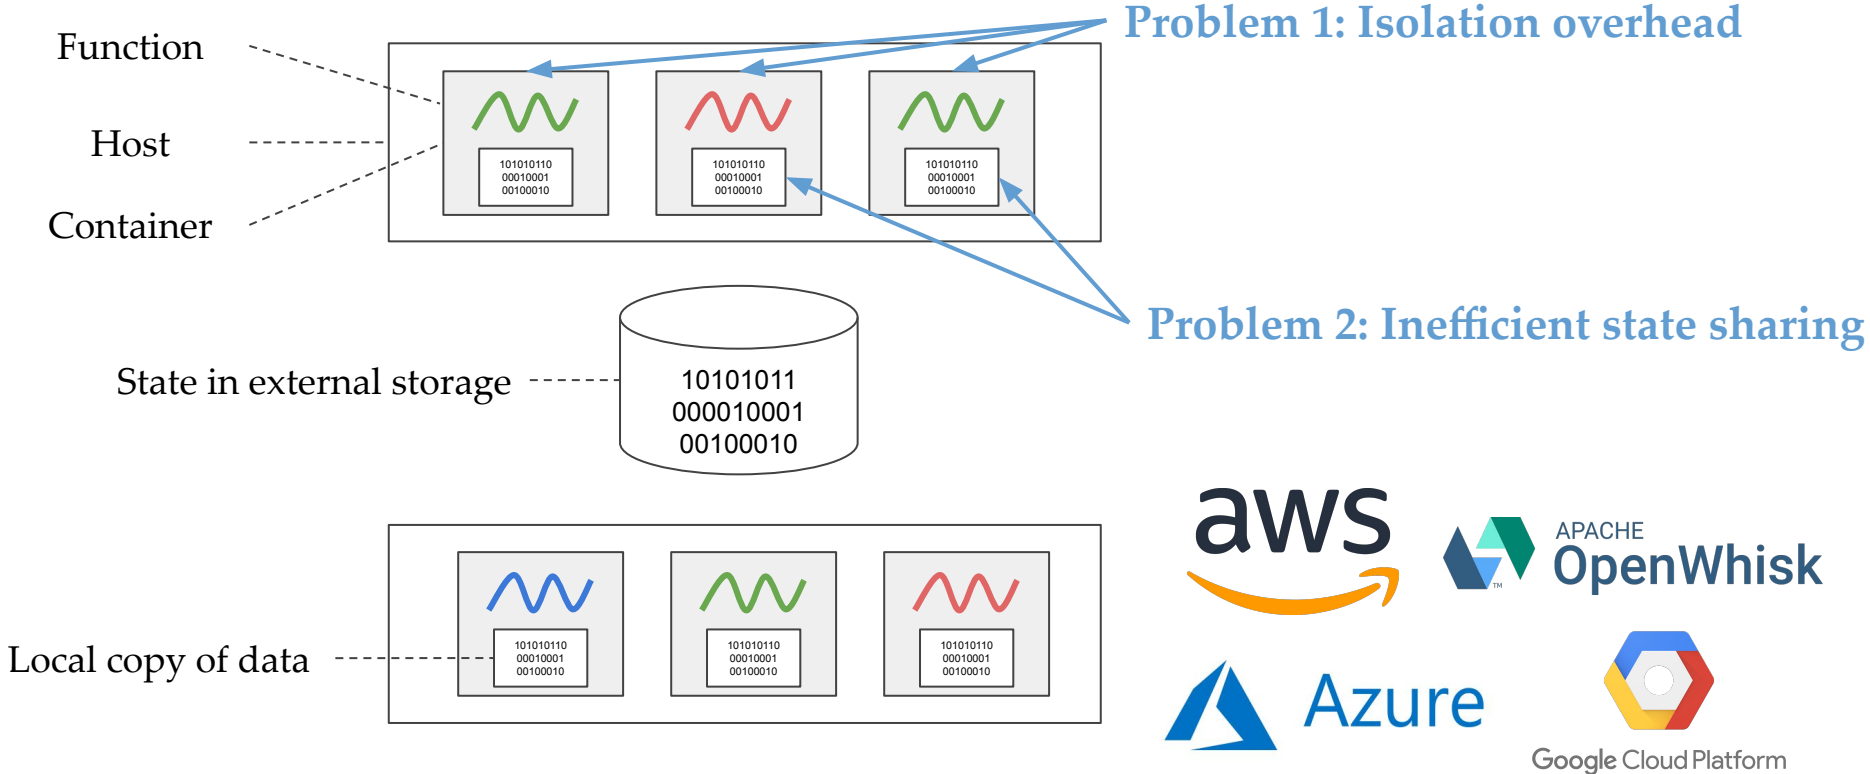 Problem 1: Isolation overhead
Function
Host
Container
101010110
00010001
00100010
101010110
00010001
00100010
101010110
00010001
00100010
Problem 2: Inefficient state sharing
State in external storage
10101011
000010001
00100010
Local copy of data
101010110
00010001
00100010
101010110
00010001
00100010
101010110
00010001
00100010
aws
APACHE
OpenWhisk
TM
Azure
Google Cloud Platform